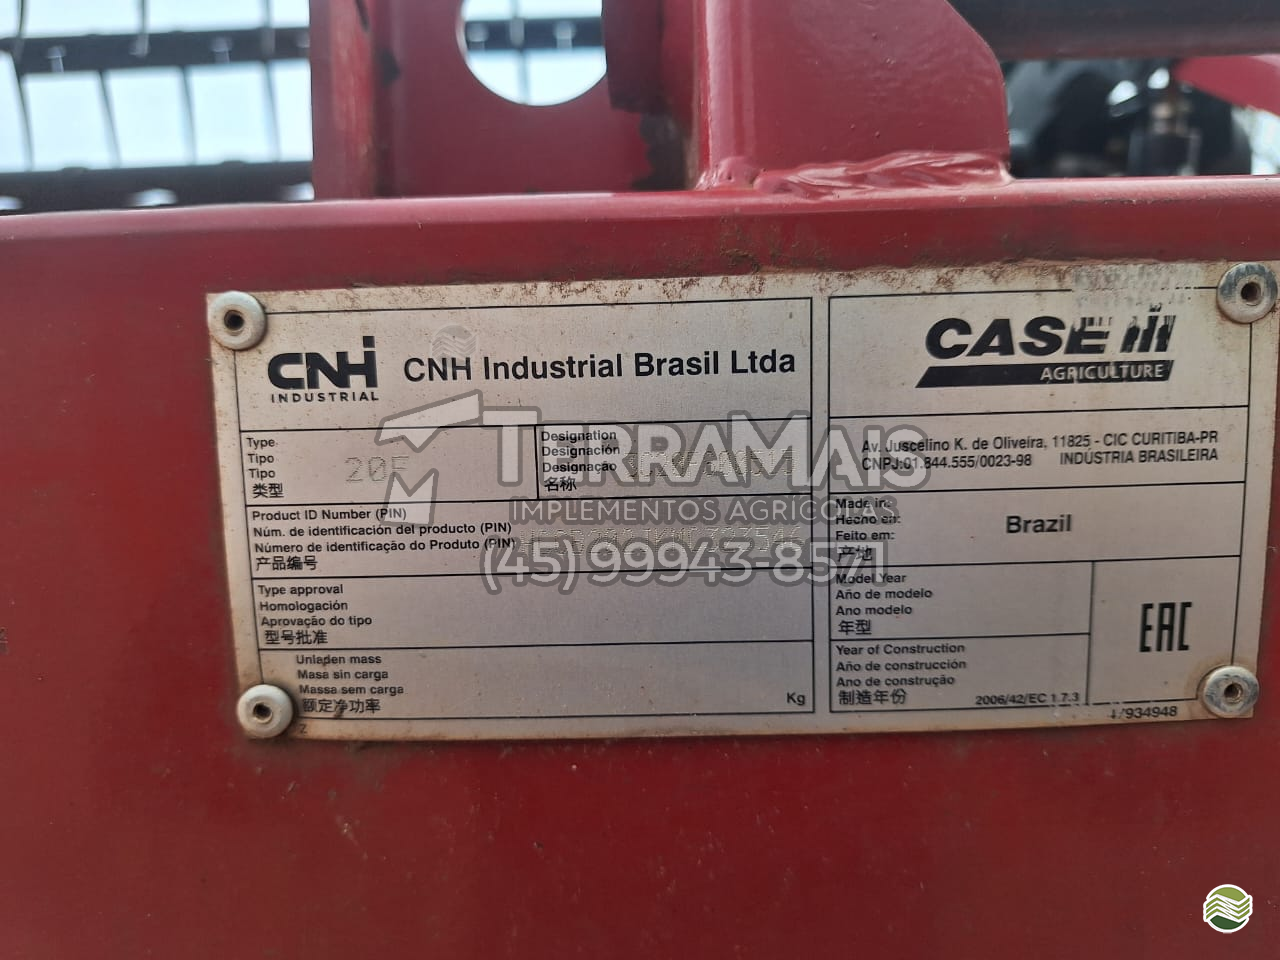 CNH
INDUSTRIAL
CNH Industrial Brasil Ltda
CASE IH
AGRICULTURE
Type
Tipo
Tipo
类型
20F
Designation
Designación
Designação
名称
Av. Juscelino K. de Oliveira, 11825 - CIC CURITIBA-PR
CNPJ:01.844.555/0023-98 INDÚSTRIA BRASILEIRA
TERRAMAIS
IMPLEMENTOS AGRÍCOLAS
(45) 99943-8571
Product ID Number (PIN)
Núm. de identificación del producto (PIN)
Número de identificação do Produto (PIN)
产品编号
Made in:
Hecho en:
Feito em:
产地
Brazil
Type approval
Homologación
Aprovação do tipo
型号批准
Model Year
Año de modelo
Ano modelo
年型
EAC
Unladen mass
Masa sin carga
Massa sem carga
额定净功率
Kg
Year of Construction
Año de construcción
Ano de construção
制造年份
2006/42/EC 1.7.3
47934948
Z